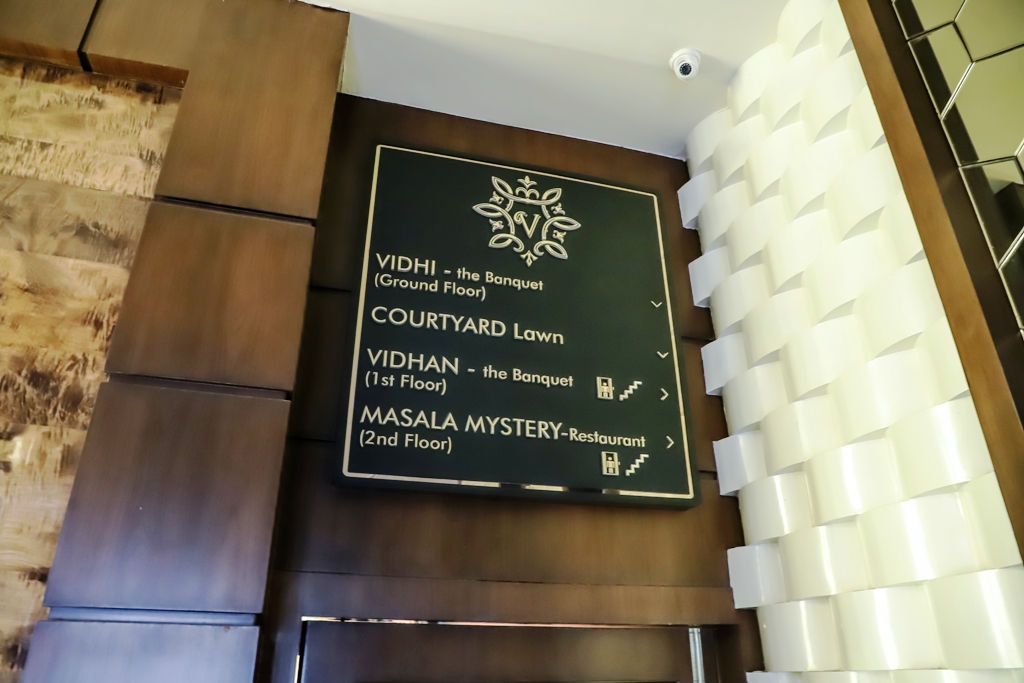 V
VIDHI - the Banquet
(Ground Floor)
COURTYARD Lawn
VIDHAN - the Banquet
(1st Floor)
MASALA MYSTERY-Restaurant
(2nd Floor)